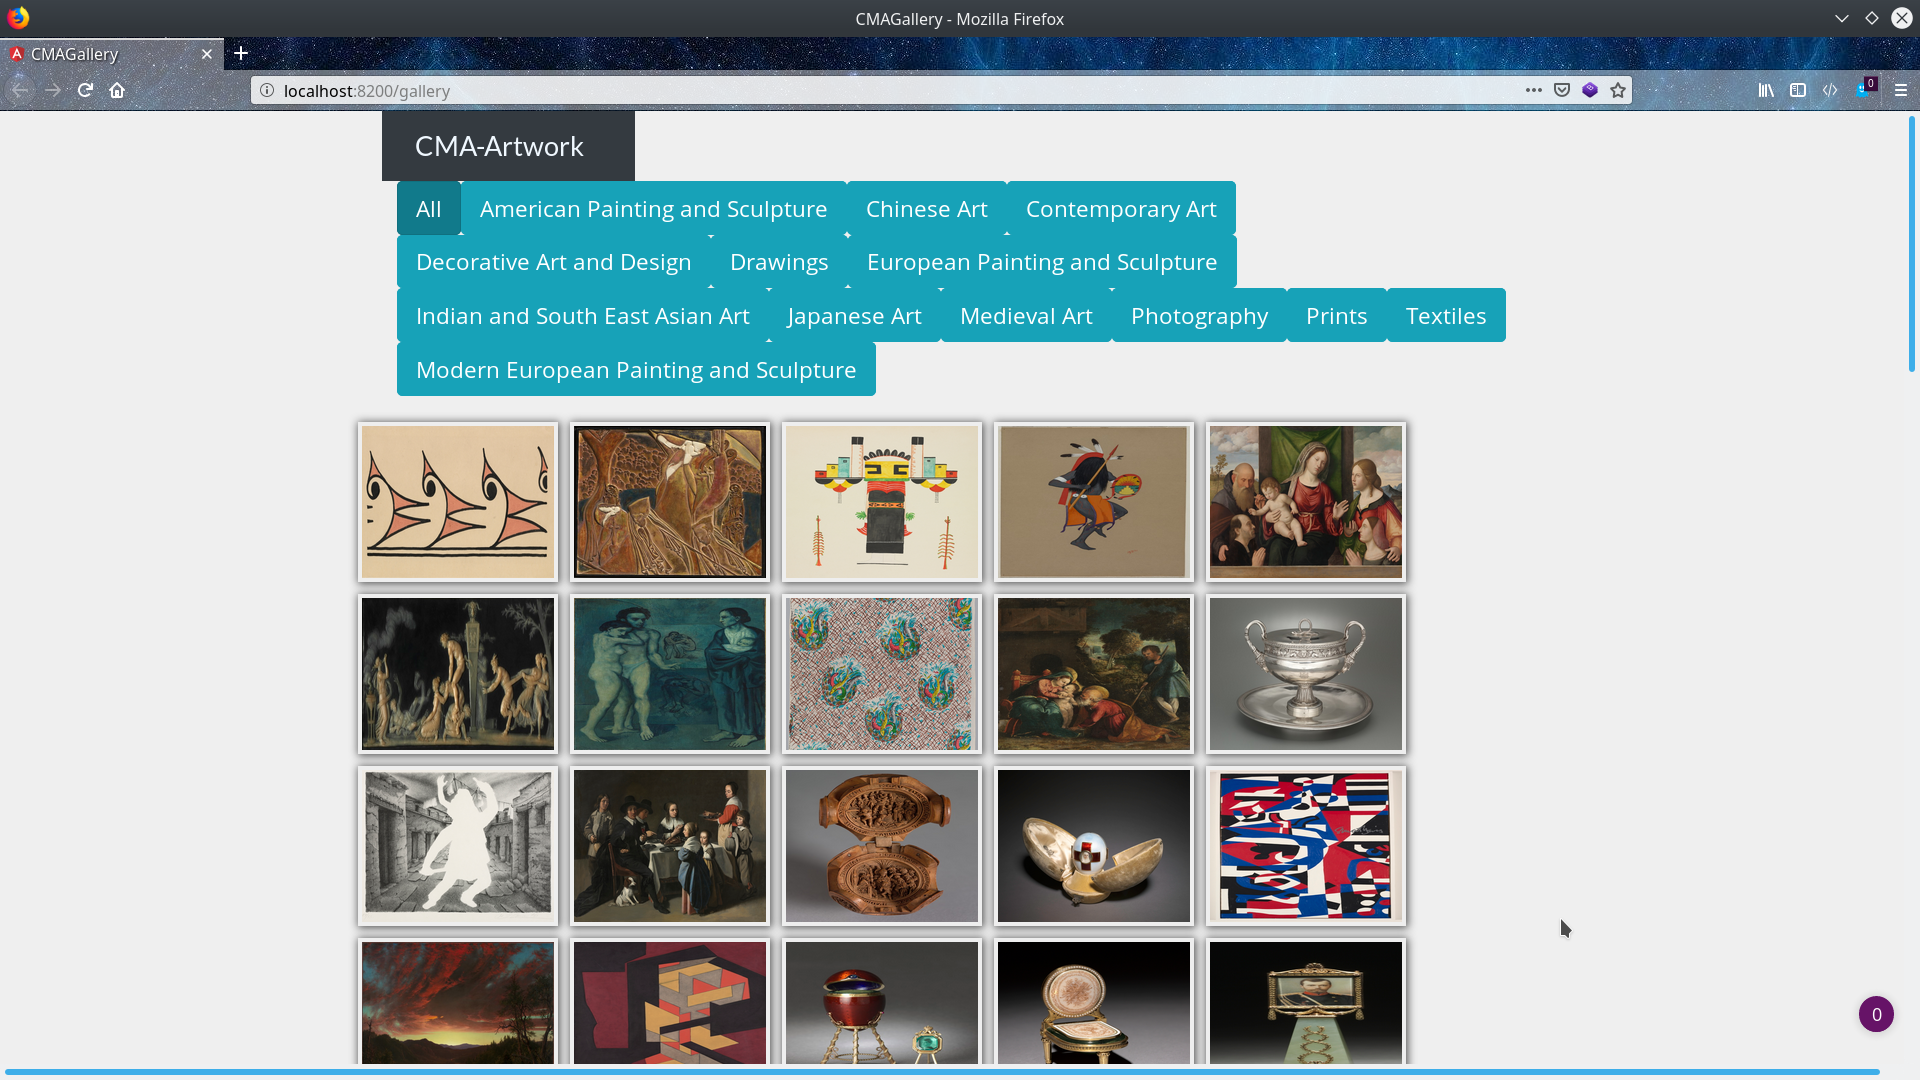 CMAGallery - Mozilla Firefox
CMAGallery
localhost:8200/gallery
0
CMA-Artwork
All American Painting and Sculpture Chinese Art Contemporary Art
Decorative Art and Design Drawings European Painting and Sculpture
Indian and South East Asian Art Japanese Art Medieval Art Photography Prints Textiles
Modern European Painting and Sculpture
0